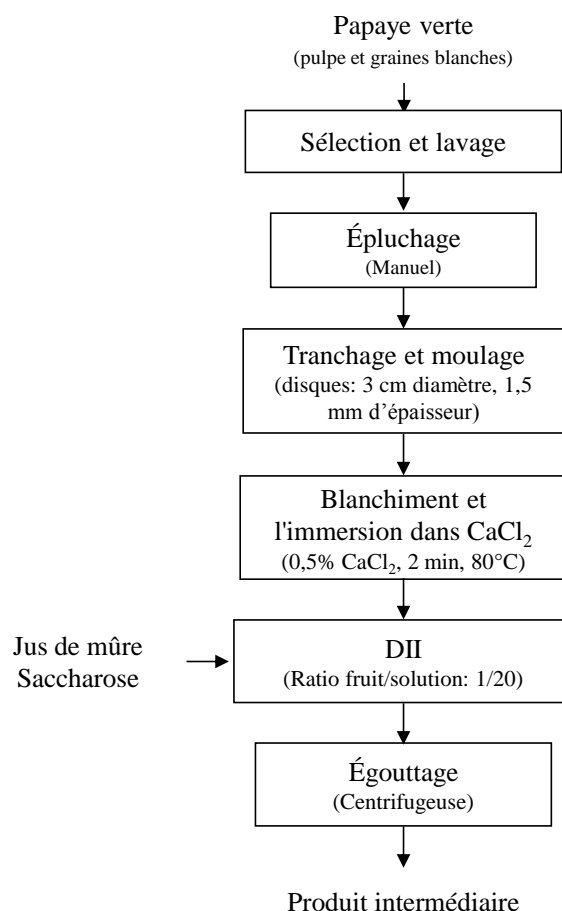 Papaye verte
(pulpe et graines blanches)
Sélection et lavage
Épluchage
(Manuel)
Tranchage et moulage
(disques: 3 cm diamètre, 1,5
mm d’épaisseur)
Blanchiment et
l'immersion dans CaCl₂
(0,5% CaCl₂, 2 min, 80°C)
Jus de mûre
Saccharose
DII
(Ratio fruit/solution: 1/20)
Égouttage
(Centrifugeuse)
Produit intermédiaire